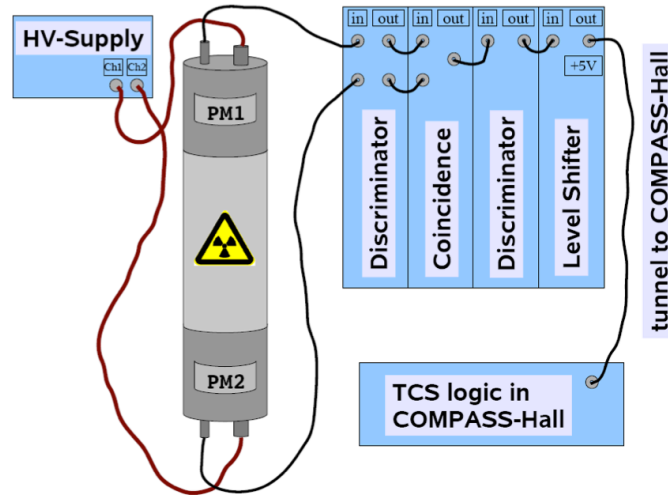 HV-Supply
Ch1 Ch2
PM1
PM2
in out in out in out in out
+5V
Discriminator
Coincidence
Discriminator
Level Shifter
tunnel to COMPASS-Hall
TCS logic in
COMPASS-Hall